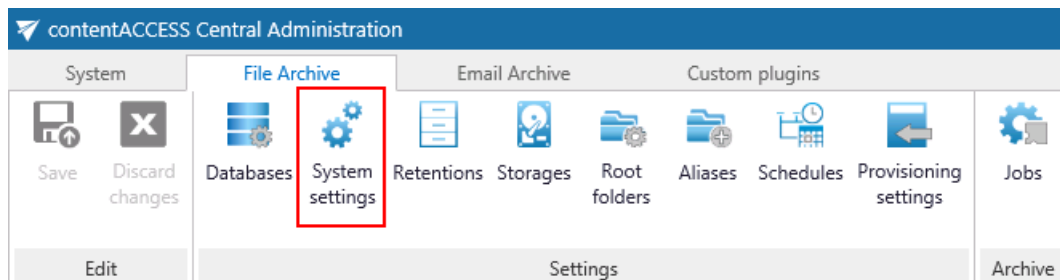 contentACCESS Central Administration
System File Archive Email Archive Custom plugins
Save Discard changes Databases System settings Retentions Storages Root folders Aliases Schedules Provisioning settings Jobs
Edit Settings Archive